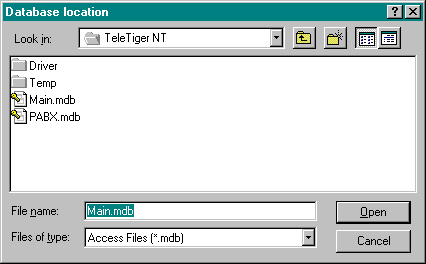 Database location
Look in: TeleTiger NT
Driver
Temp
Main.mdb
PABX.mdb
File name: Main.mdb Open
Files of type: Access Files (*.mdb) Cancel